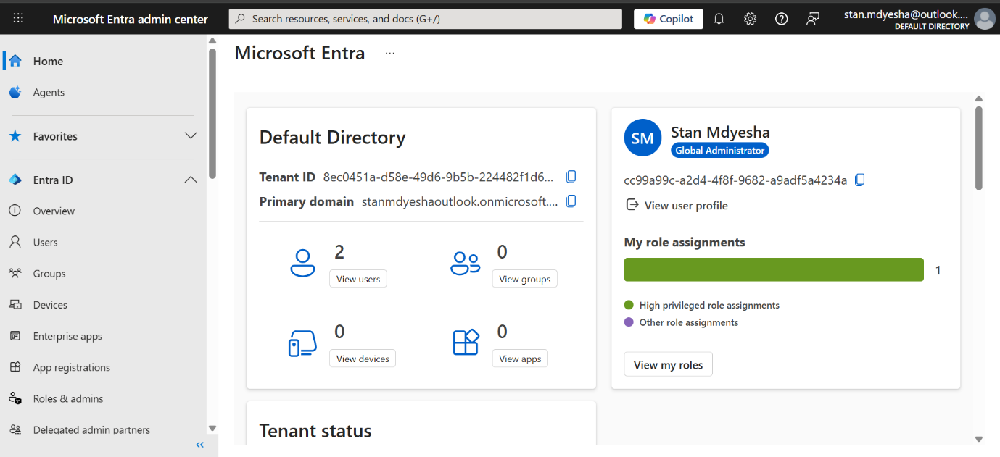 Microsoft Entra admin center
Search resources, services, and docs (G+/)
Copilot
stan.mdyesha@outlook....
DEFAULT DIRECTORY
Home
Agents
Favorites
Entra ID
Overview
Users
Groups
Devices
Enterprise apps
App registrations
Roles & admins
Delegated admin partners
Microsoft Entra
...
Default Directory
Tenant ID 8ec0451a-d58e-49d6-9b5b-224482f1d6...
Primary domain stanmdyeshaoutlook.onmicrosoft....
2
View users
0
View groups
0
View devices
0
View apps
SM
Stan Mdyesha
Global Administrator
cc99a99c-a2d4-4f8f-9682-a9adf5a4234a
View user profile
My role assignments
1
High privileged role assignments
Other role assignments
View my roles
Tenant status